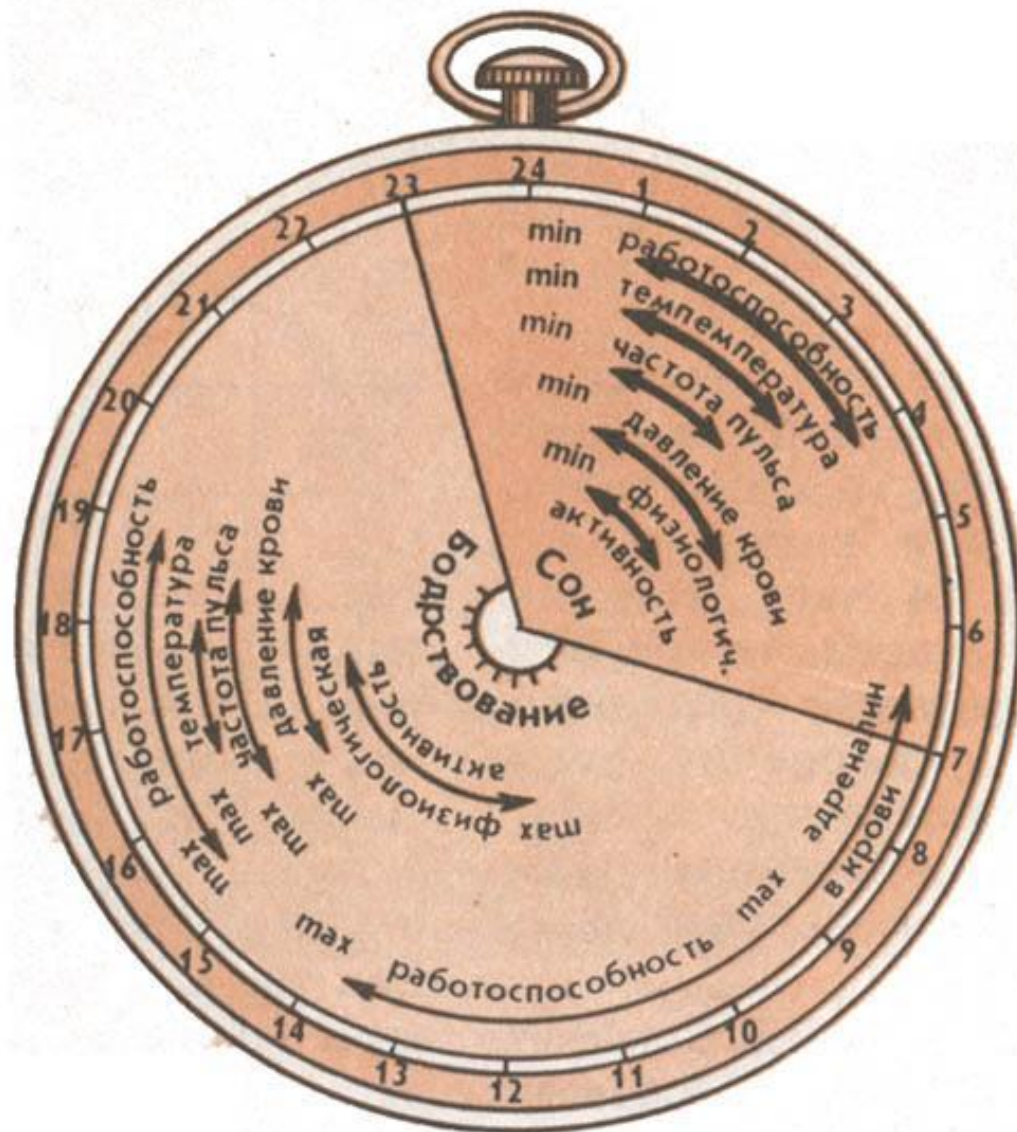 24
1
2
3
4
5
6
7
8
9
10
11
12
13
14
15
16
17
18
19
20
21
22
23
min работоспособность
min темпемпература
min частота пульса
min давление крови
min физиологич.
активность
Сон
Бодрствование
max адреналин
в крови
max работоспособность
max физиологическая
активность
max давление крови
max частота пульса
max температура
max работоспособность